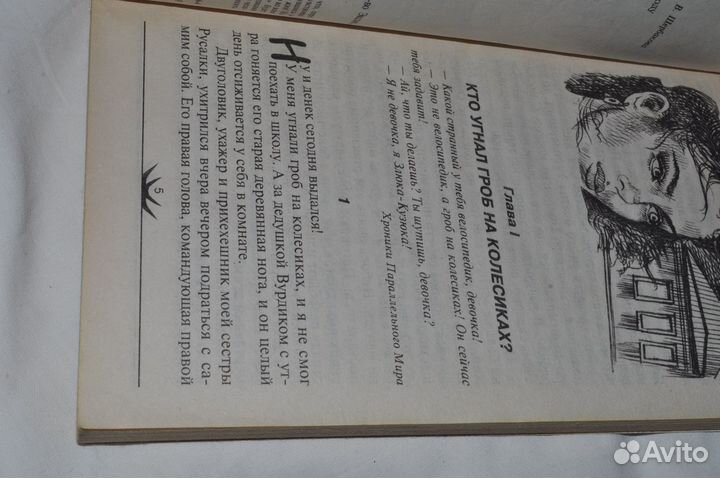 Глава I
КТО УГНАЛ ГРОБ НА КОЛЕСИКАХ?
– Какой странный у тебя велосипедик, девочка!
– Это не велосипедик, а гроб на колесиках! Он сейчас
тебя задавит!
– Ай, что ты делаешь? Ты шутишь, девочка?
– Я не девочка, я Злюка-Кузюка!
Хроники Параллельного Мира
1
Ну и денек сегодня выдался!
У меня угнали гроб на колесиках, и я не смог
поехать в школу. А за дедушкой Вурдиком с ут-
ра гоняется его старая деревянная нога, и он целый
день отсиживается у себя в комнате.
Двуголовик, ухажер и прихехешник моей сестры
Русалки, ухитрился вчера вечером подраться с са-
мим собой. Его правая голова, командующая правой
5
В. Щербакова
Avito